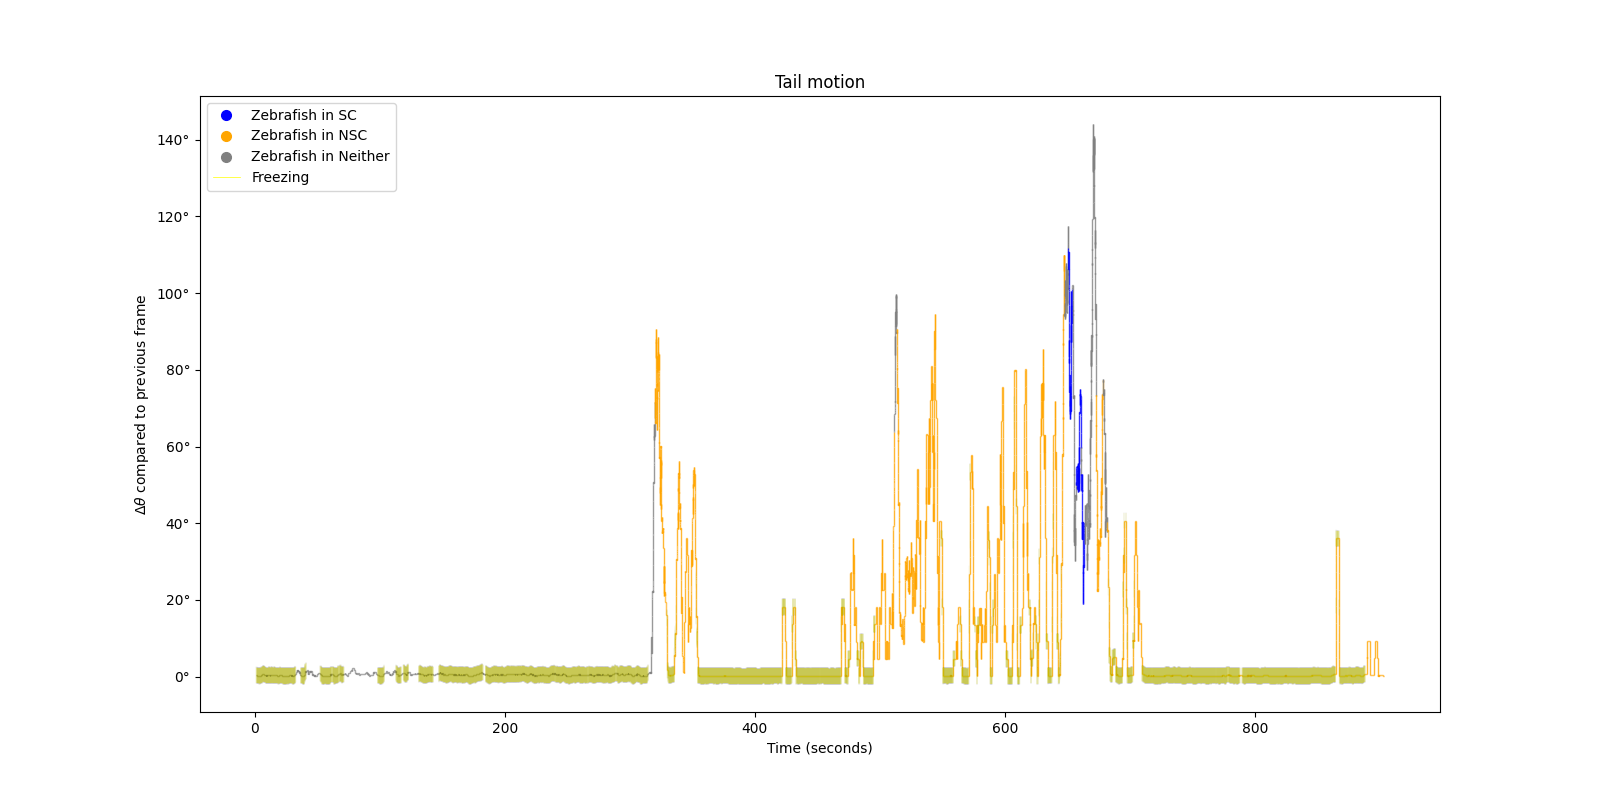 Tail motion
Zebrafish in SC
Zebrafish in NSC
Zebrafish in Neither
Freezing
140°
120°
100°
80°
60°
40°
20°
0°
Δθ compared to previous frame
0 200 400 600 800
Time (seconds)